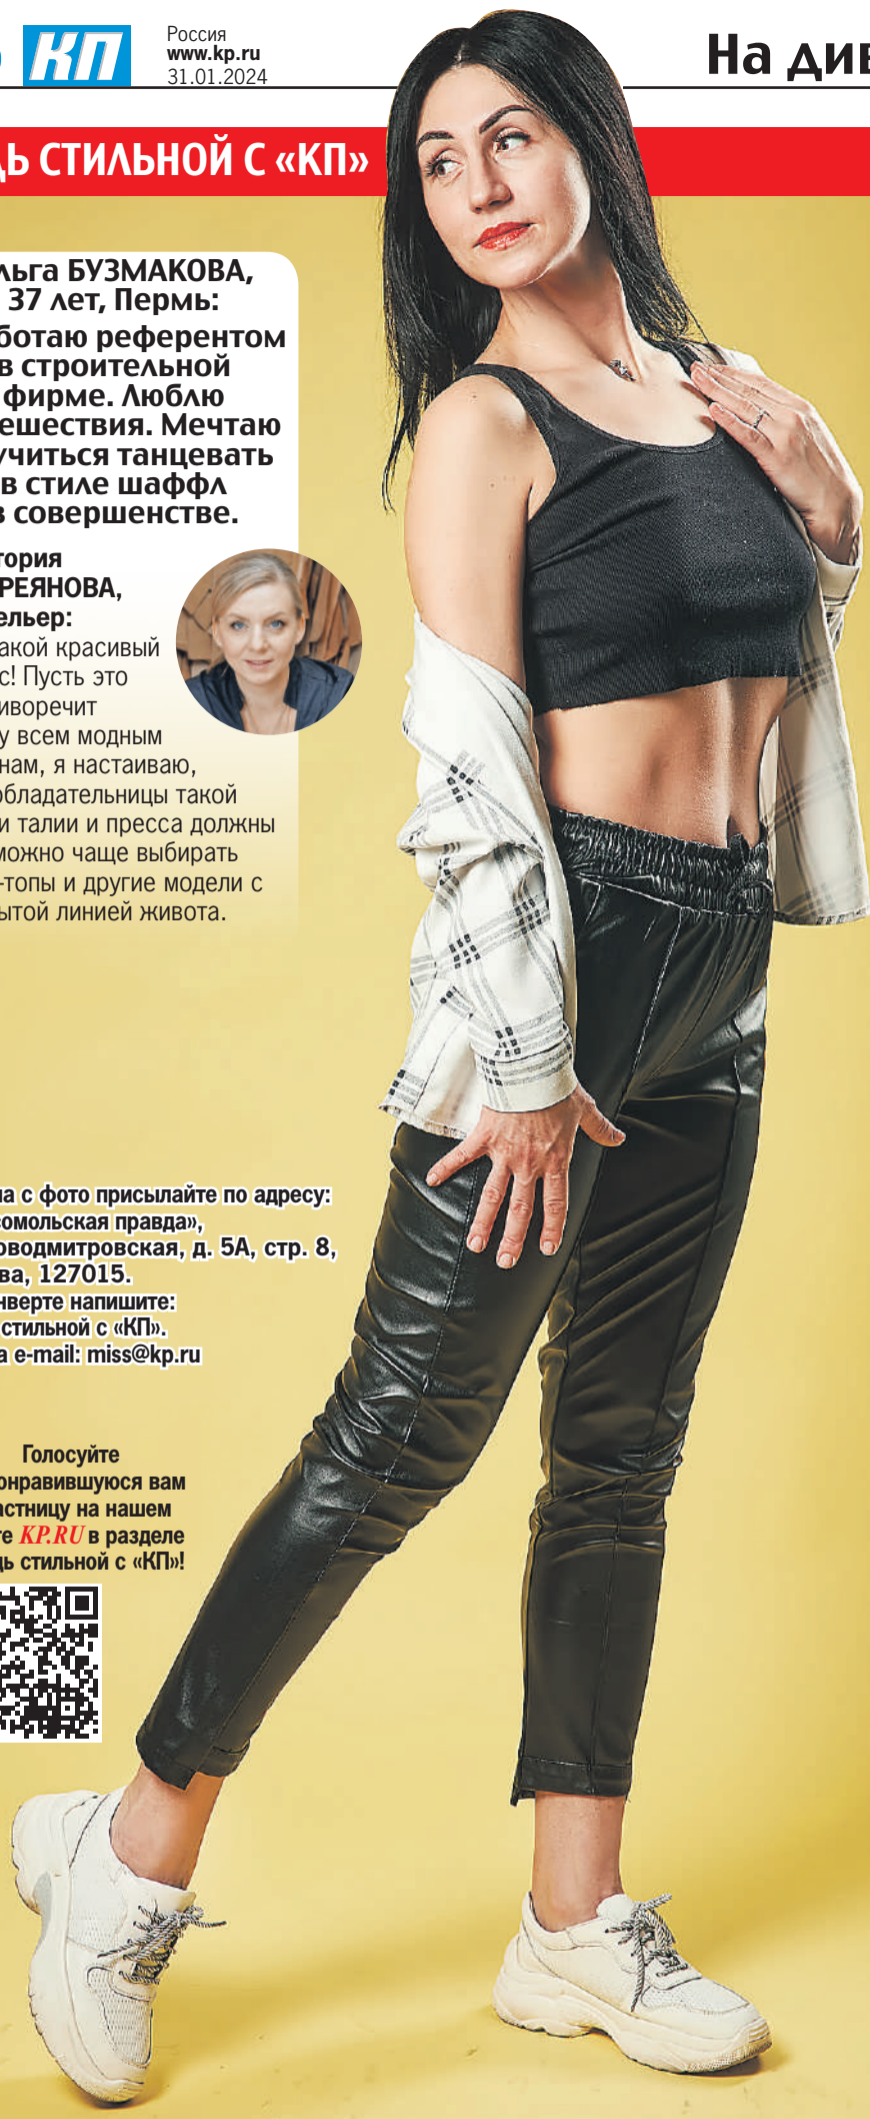 КП
Россия
www.kp.ru
31.01.2024
На див
Ь СТИЛЬНОЙ С «КП»
льга БУЗМАКОВА,
37 лет, Пермь:
ботаю референтом
в строительной
фирме. Люблю
ешествия. Мечтаю
учиться танцевать
в стиле шаффл
в совершенстве.
тория
РЕЯНОВА,
ельер:
акой красивый
с! Пусть это
иворечит
у всем модным
нам, я настаиваю,
обладательницы такой
и талии и пресса должны
можно чаще выбирать
-топы и другие модели с
ытой линией живота.
на с фото присылайте по адресу:
омольская правда»,
оводмитровская, д. 5А, стр. 8,
ва, 127015.
нверте напишите:
стильной с «КП».
а e-mail: miss@kp.ru
Голосуйте
онравившуюся вам
астницу на нашем
те KP.RU в разделе
дь стильной с «КП»!